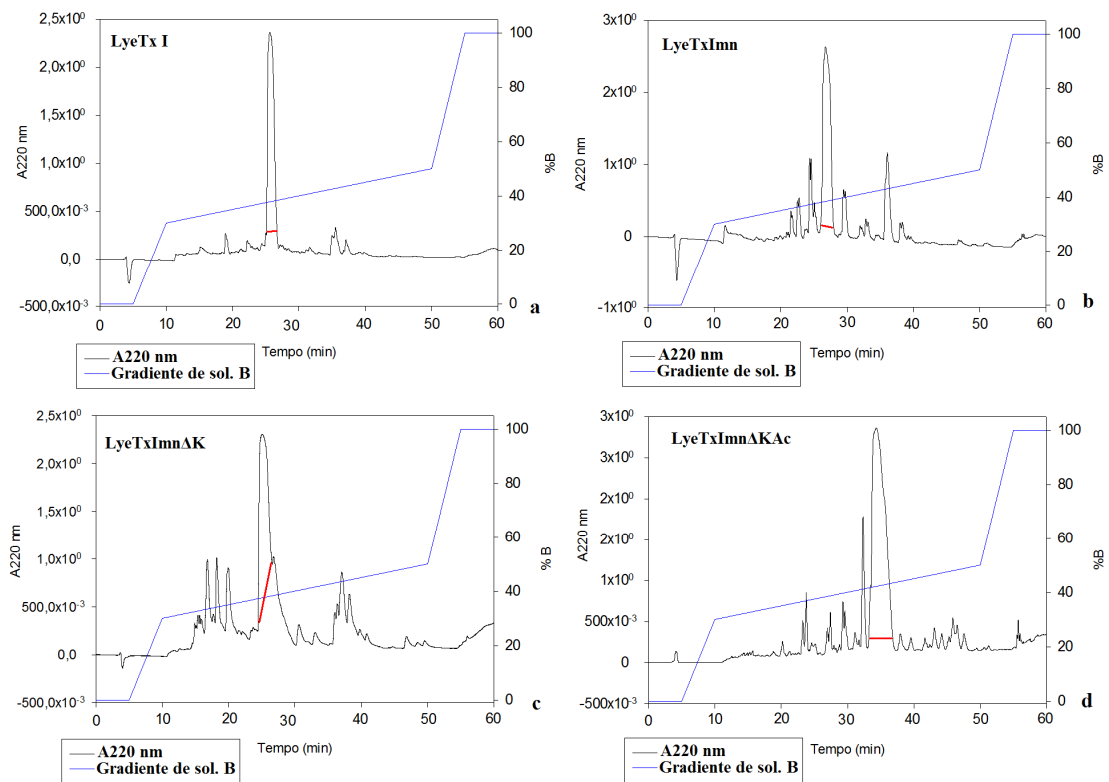 LyeTx I
2,5x10⁰
2,0x10⁰
1,5x10⁰
1,0x10⁰
500,0x10⁻³
0,0
-500,0x10⁻³
A220 nm
100
80
60
40
20
0
%B
0 10 20 30 40 50 60
Tempo (min)
a
A220 nm
Gradiente de sol. B
LyeTxImn
3x10⁰
2x10⁰
1x10⁰
0
-1x10⁰
A220 nm
100
80
60
40
20
0
%B
0 10 20 30 40 50 60
Tempo (min)
b
A220 nm
Gradiente de sol. B
LyeTxImnΔK
2,5x10⁰
2,0x10⁰
1,5x10⁰
1,0x10⁰
500,0x10⁻³
0,0
-500,0x10⁻³
A220 nm
100
80
60
40
20
0
% B
0 10 20 30 40 50 60
Tempo (min)
c
A220 nm
Gradiente de sol. B
LyeTxImnΔKAc
3x10⁰
3x10⁰
2x10⁰
2x10⁰
1x10⁰
500x10⁻³
0
-500x10⁻³
A220 nm
100
80
60
40
20
0
%B
0 10 20 30 40 50 60
Tempo (min)
d
A220 nm
Gradiente de sol. B